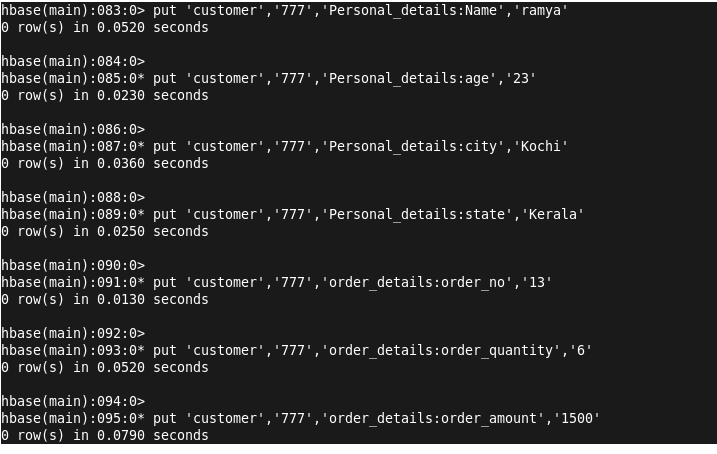 hbase(main):083:0> put 'customer','777','Personal_details:Name','ramya'
0 row(s) in 0.0520 seconds
hbase(main):084:0>
hbase(main):085:0* put 'customer','777','Personal_details:age','23'
0 row(s) in 0.0230 seconds
hbase(main):086:0>
hbase(main):087:0* put 'customer','777','Personal_details:city','Kochi'
0 row(s) in 0.0360 seconds
hbase(main):088:0>
hbase(main):089:0* put 'customer','777','Personal_details:state','Kerala'
0 row(s) in 0.0250 seconds
hbase(main):090:0>
hbase(main):091:0* put 'customer','777','order_details:order_no','13'
0 row(s) in 0.0130 seconds
hbase(main):092:0>
hbase(main):093:0* put 'customer','777','order_details:order_quantity','6'
0 row(s) in 0.0520 seconds
hbase(main):094:0>
hbase(main):095:0* put 'customer','777','order_details:order_amount','1500'
0 row(s) in 0.0790 seconds